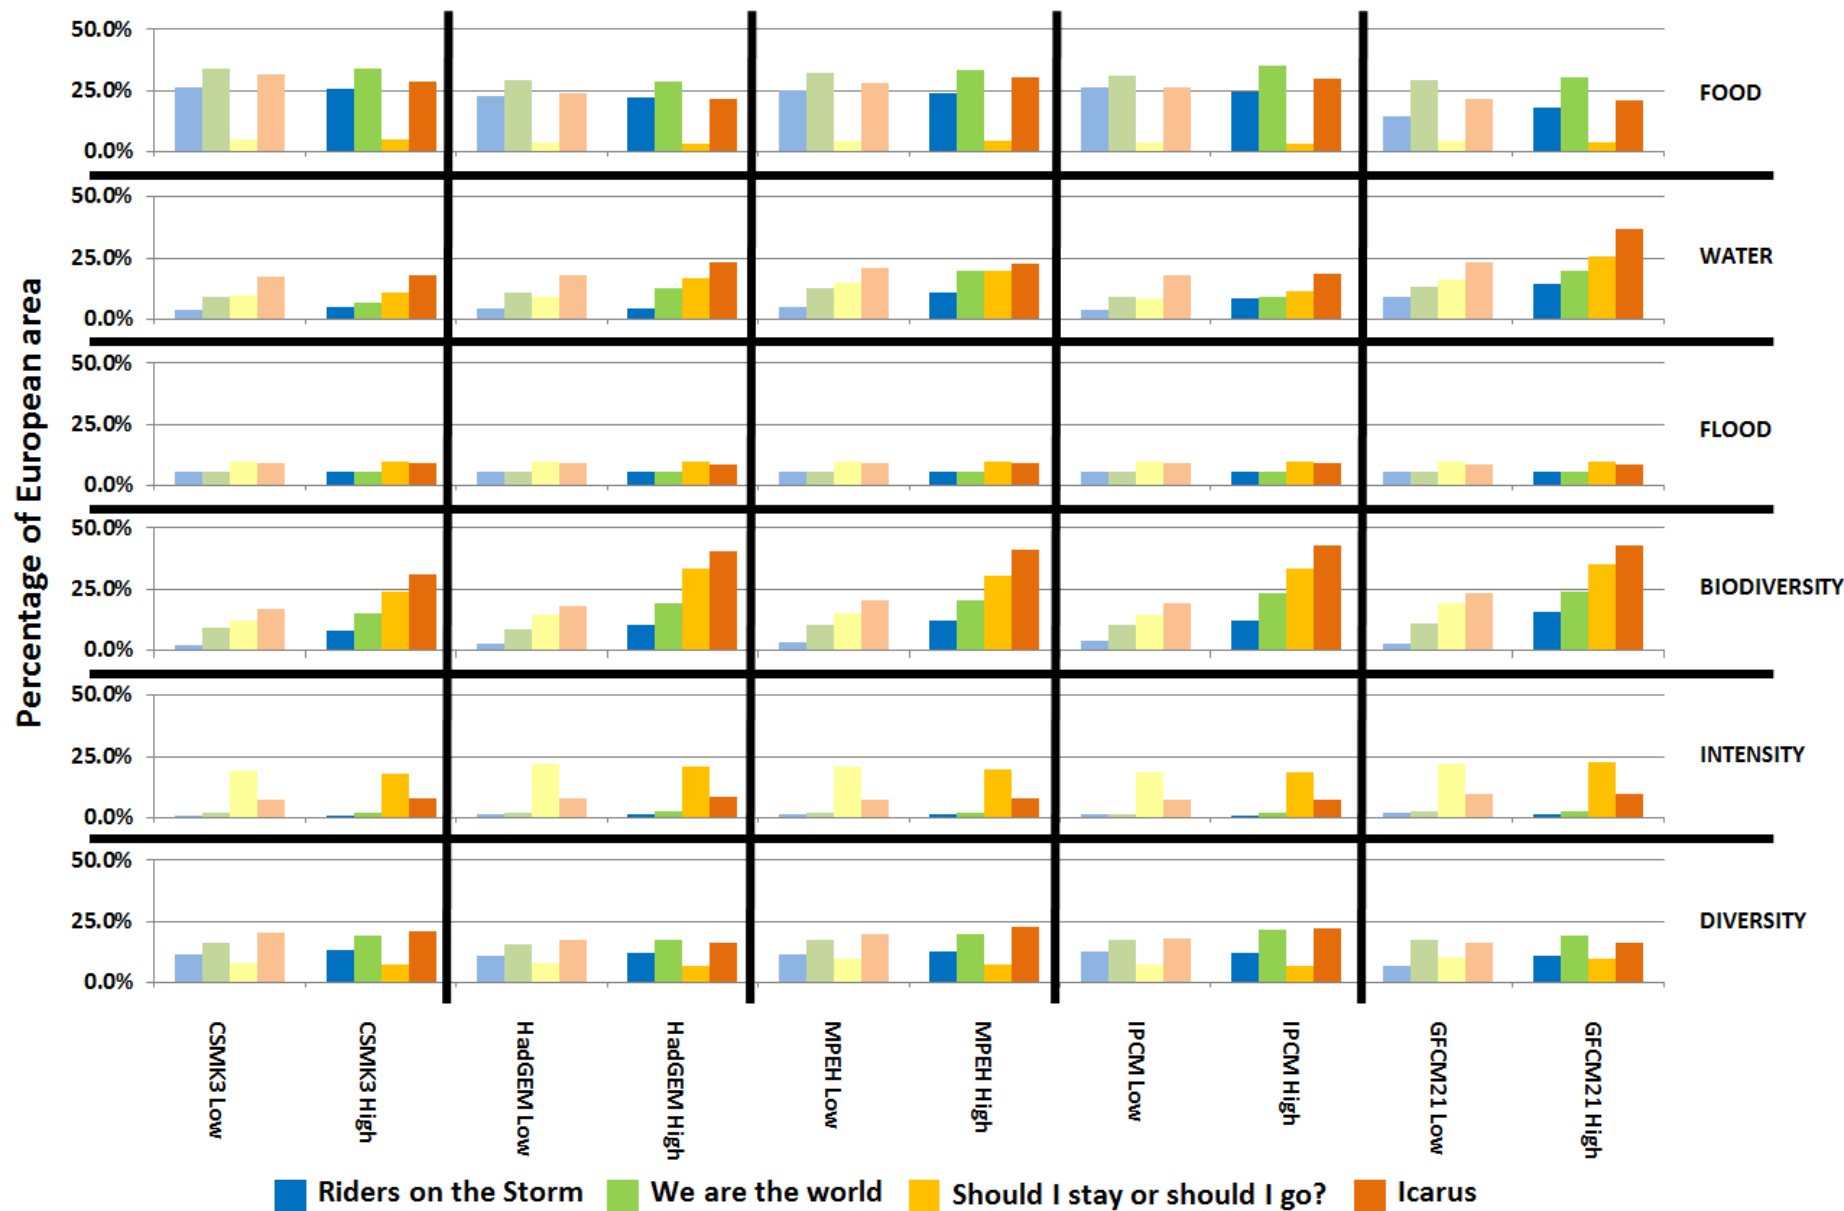 Percentage of European area
50.0%
25.0%
0.0%
FOOD
50.0%
25.0%
0.0%
WATER
50.0%
25.0%
0.0%
FLOOD
50.0%
25.0%
0.0%
BIODIVERSITY
50.0%
25.0%
0.0%
INTENSITY
50.0%
25.0%
0.0%
DIVERSITY
CSMK3 Low
CSMK3 High
HadGEM Low
HadGEM High
MPEH Low
MPEH High
IPCM Low
IPCM High
GFCM21 Low
GFCM21 High
Riders on the Storm
We are the world
Should I stay or should I go?
Icarus